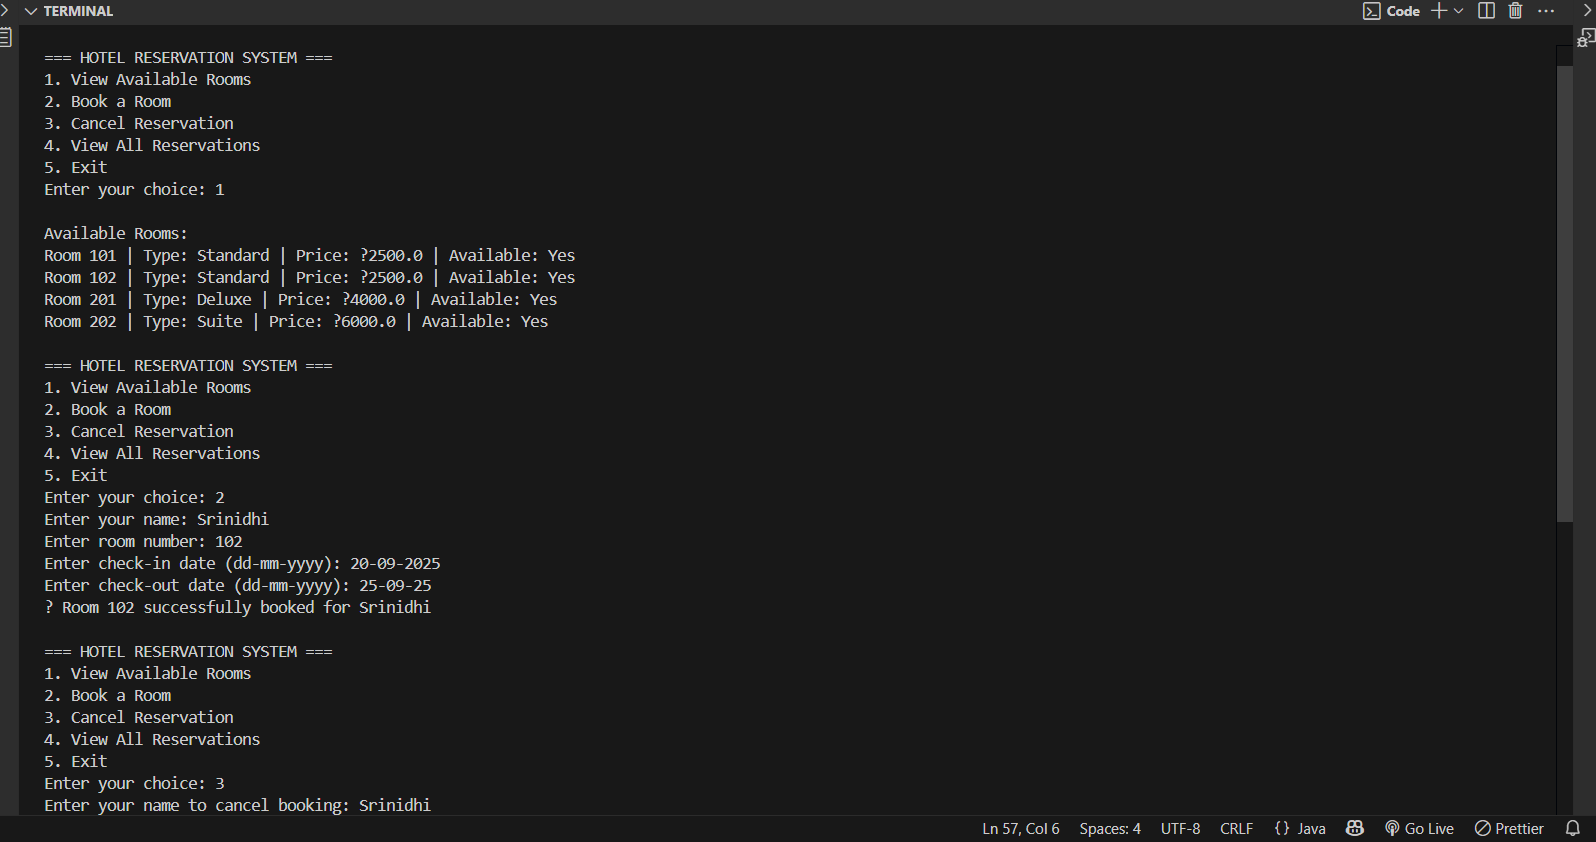 TERMINAL
Code
=== HOTEL RESERVATION SYSTEM ===
1. View Available Rooms
2. Book a Room
3. Cancel Reservation
4. View All Reservations
5. Exit
Enter your choice: 1
Available Rooms:
Room 101 | Type: Standard | Price: ?2500.0 | Available: Yes
Room 102 | Type: Standard | Price: ?2500.0 | Available: Yes
Room 201 | Type: Deluxe | Price: ?4000.0 | Available: Yes
Room 202 | Type: Suite | Price: ?6000.0 | Available: Yes
=== HOTEL RESERVATION SYSTEM ===
1. View Available Rooms
2. Book a Room
3. Cancel Reservation
4. View All Reservations
5. Exit
Enter your choice: 2
Enter your name: Srinidhi
Enter room number: 102
Enter check-in date (dd-mm-yyyy): 20-09-2025
Enter check-out date (dd-mm-yyyy): 25-09-25
? Room 102 successfully booked for Srinidhi
=== HOTEL RESERVATION SYSTEM ===
1. View Available Rooms
2. Book a Room
3. Cancel Reservation
4. View All Reservations
5. Exit
Enter your choice: 3
Enter your name to cancel booking: Srinidhi
Ln 57, Col 6 Spaces: 4 UTF-8 CRLF {} Java Go Live Prettier